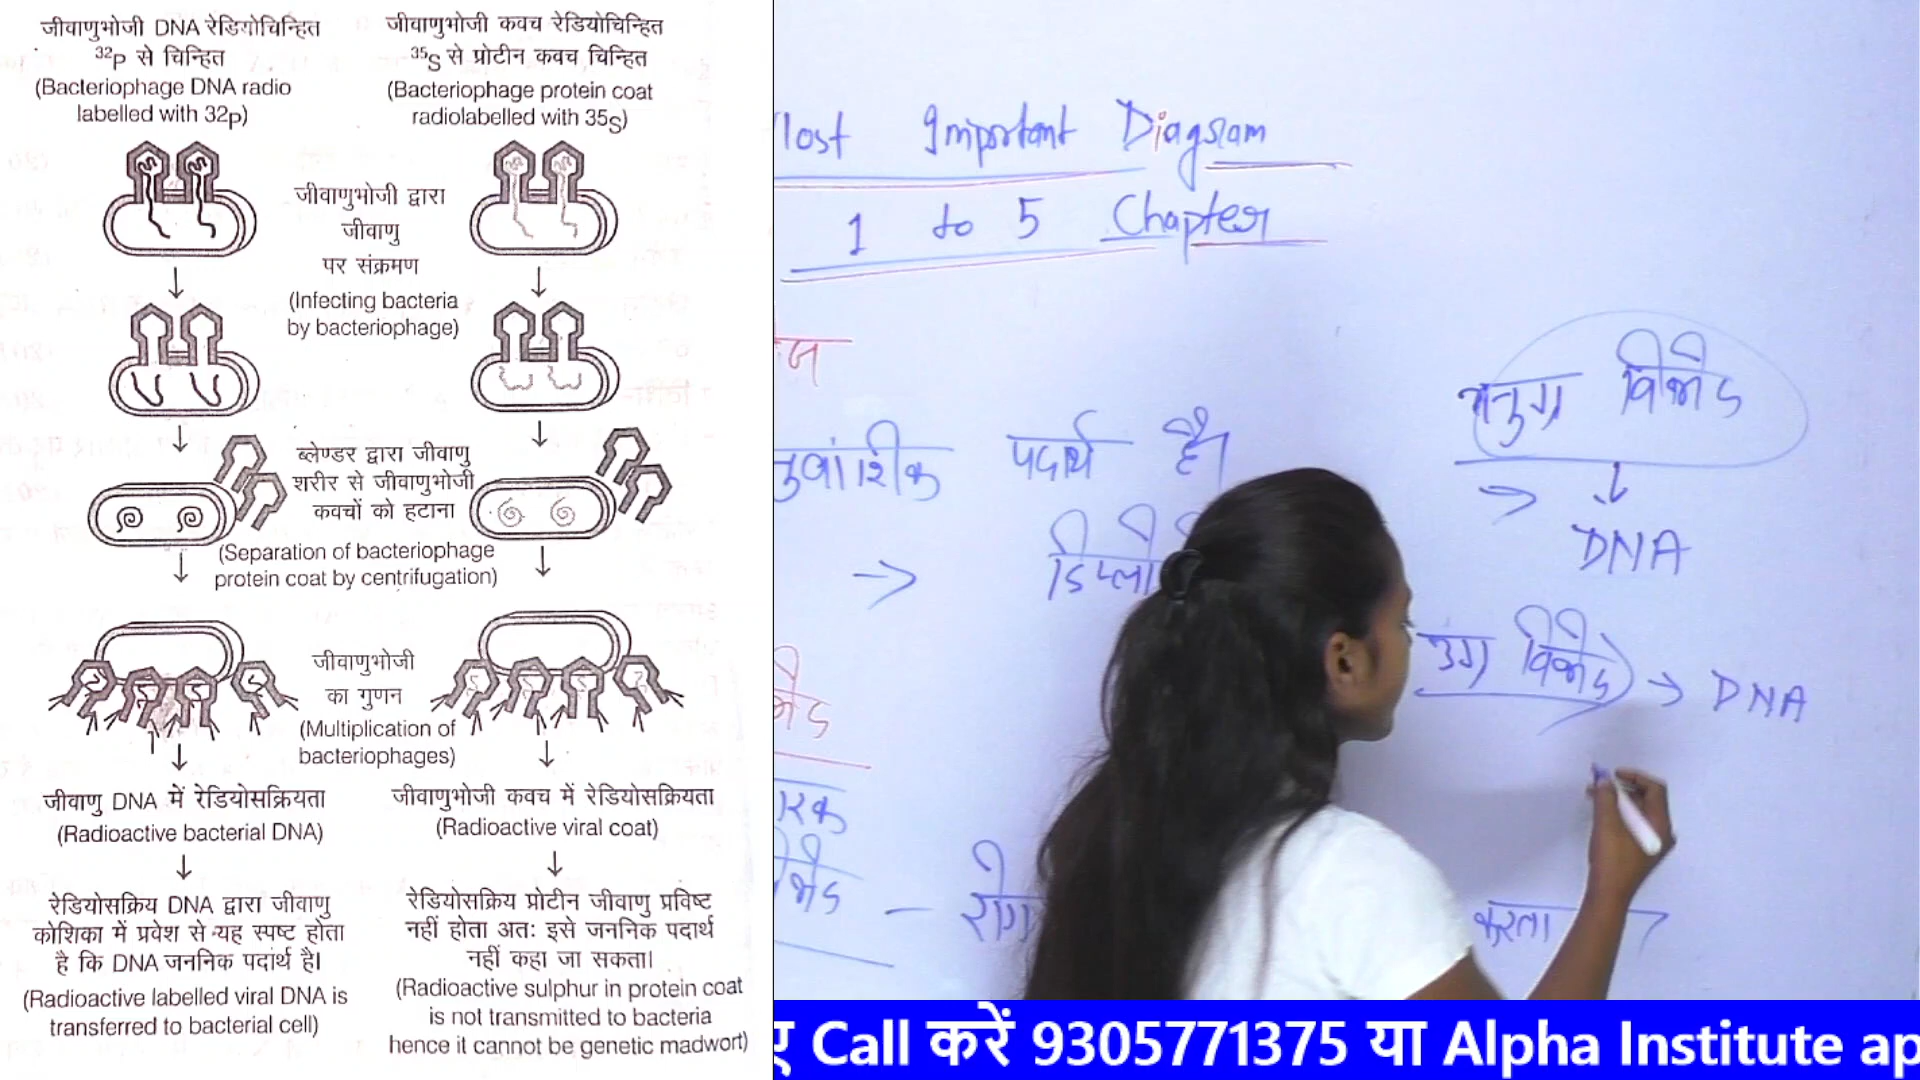 जीवाणुभोजी DNA रेडियोचिन्हित
³²P से चिन्हित
(Bacteriophage DNA radio
labelled with 32p)
जीवाणुभोजी कवच रेडियोचिन्हित
³⁵S से प्रोटीन कवच चिन्हित
(Bacteriophage protein coat
radiolabelled with 35s)
जीवाणुभोजी द्वारा
जीवाणु
पर संक्रमण
(Infecting bacteria
by bacteriophage)
ब्लेण्डर द्वारा जीवाणु
शरीर से जीवाणुभोजी
कवचों को हटाना
(Separation of bacteriophage
protein coat by centrifugation)
जीवाणुभोजी
का गुणन
(Multiplication of
bacteriophages)
जीवाणु DNA में रेडियोसक्रियता
(Radioactive bacterial DNA)
जीवाणुभोजी कवच में रेडियोसक्रियता
(Radioactive viral coat)
रेडियोसक्रिय DNA द्वारा जीवाणु
कोशिका में प्रवेश से यह स्पष्ट होता
है कि DNA जननिक पदार्थ है।
(Radioactive labelled viral DNA is
transferred to bacterial cell)
रेडियोसक्रिय प्रोटीन जीवाणु प्रविष्ट
नहीं होता अतः इसे जननिक पदार्थ
नहीं कहा जा सकता।
(Radioactive sulphur in protein coat
is not transmitted to bacteria
hence it cannot be genetic madwort)
Important Diagram
1 to 5 Chapter
पदार्थ है।
DNA
उग्र विभेद → DNA
करता
Call करें 9305771375 या Alpha Institute